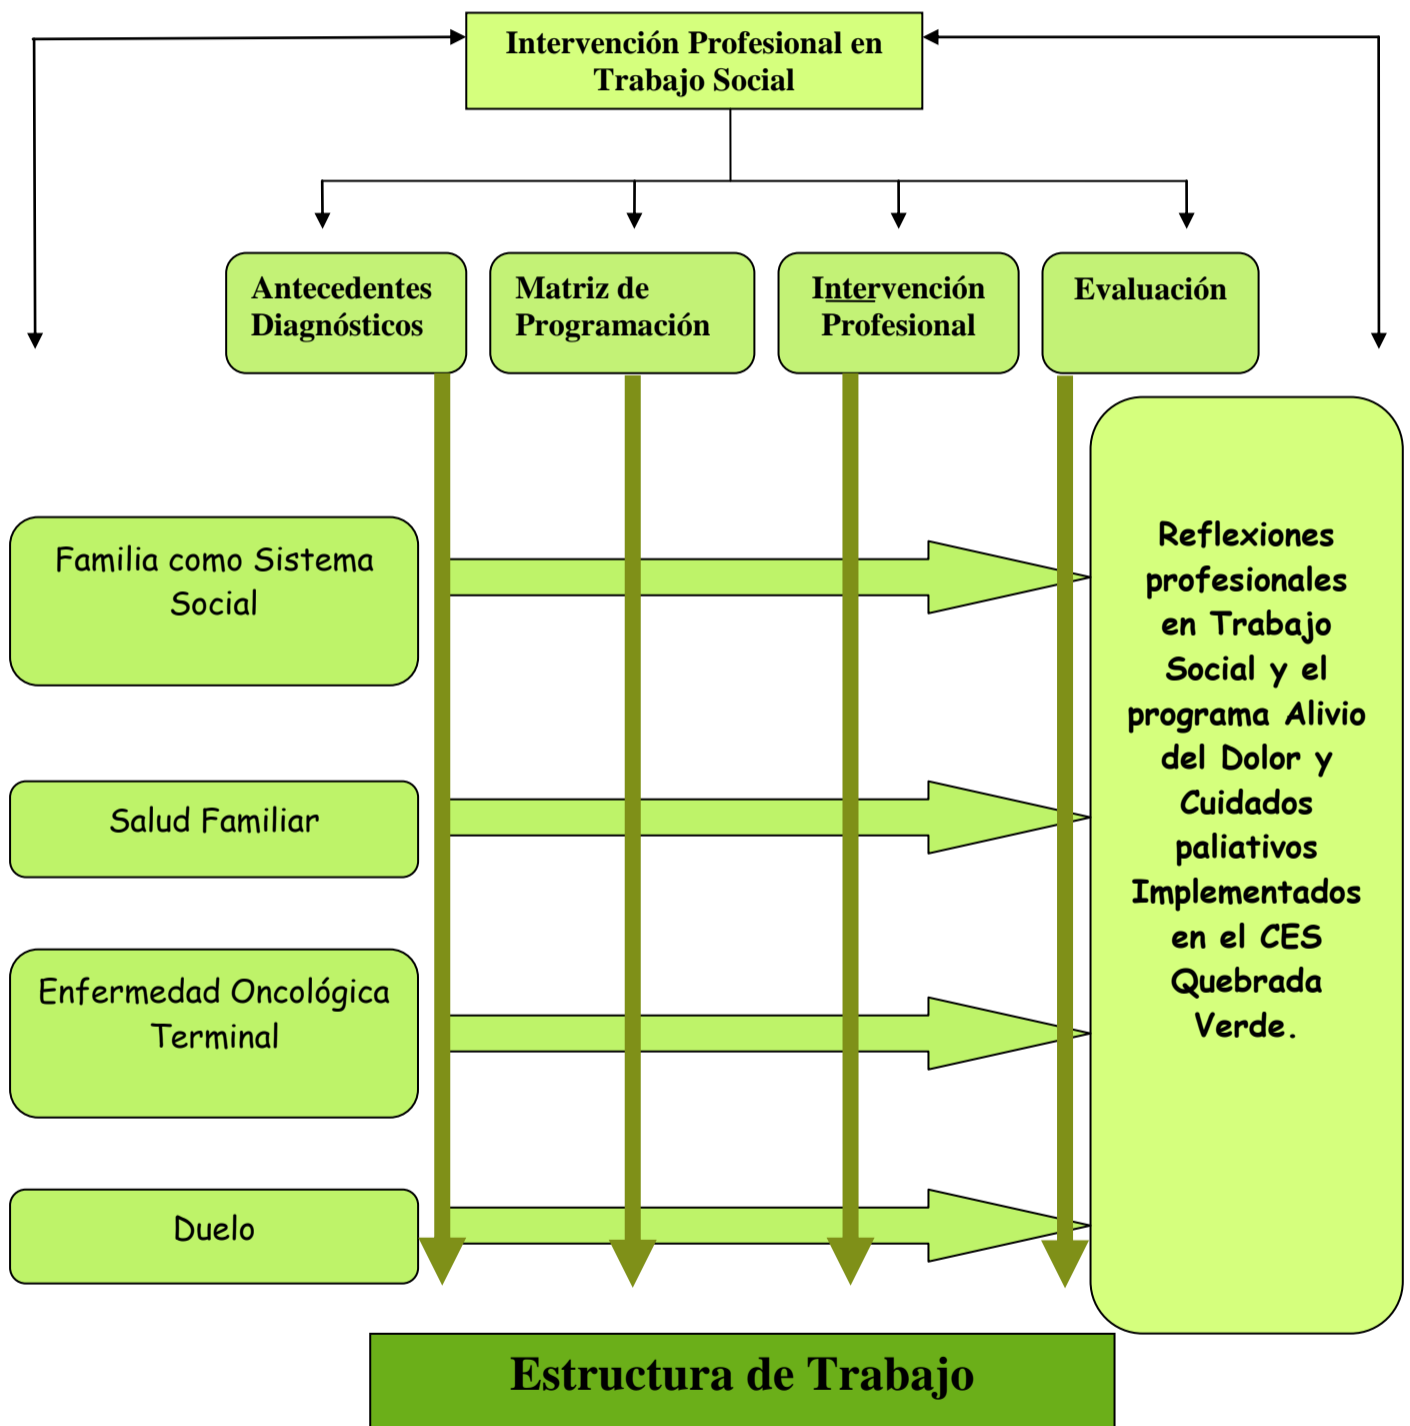 Intervención Profesional en
Trabajo Social
Antecedentes
Diagnósticos
Matriz de
Programación
Intervención
Profesional
Evaluación
Familia como Sistema
Social
Salud Familiar
Enfermedad Oncológica
Terminal
Duelo
Reflexiones
profesionales
en Trabajo
Social y el
programa Alivio
del Dolor y
Cuidados
paliativos
Implementados
en el CES
Quebrada
Verde.
Estructura de Trabajo